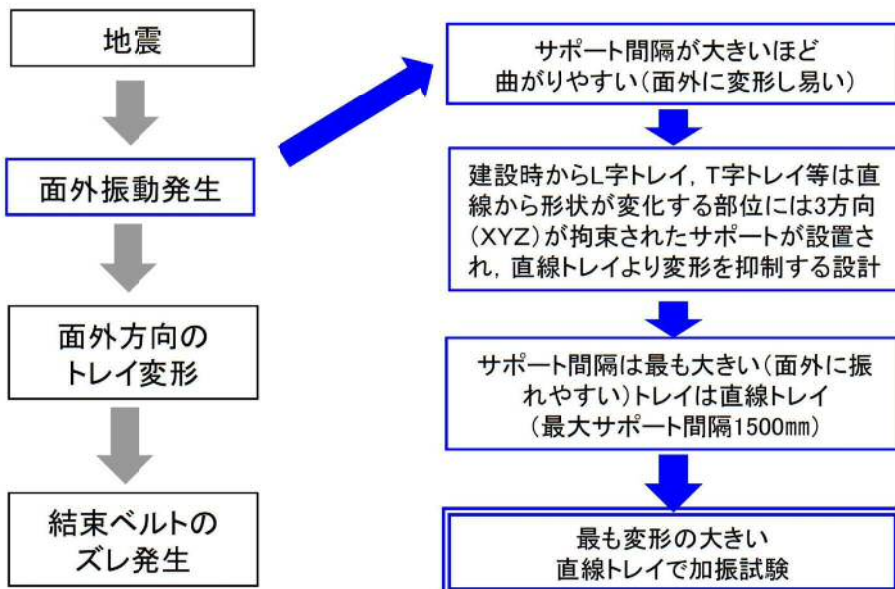 地震
面外振動発生
面外方向の
トレイ変形
結束ベルトの
ズレ発生
サポート間隔が大きいほど
曲がりやすい(面外に変形し易い)
建設時からL字トレイ,T字トレイ等は直
線から形状が変化する部位には3方向
(XYZ)が拘束されたサポートが設置さ
れ,直線トレイより変形を抑制する設計
サポート間隔は最も大きい(面外に振
れやすい)トレイは直線トレイ
(最大サポート間隔1500㎜)
最も変形の大きい
直線トレイで加振試験